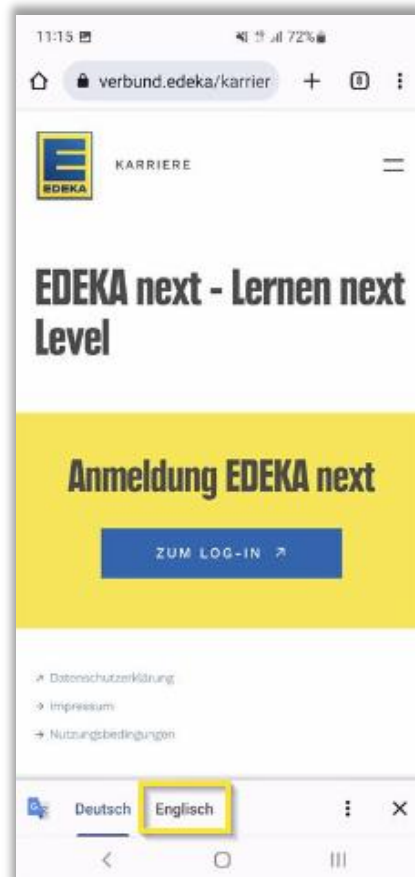 11:15 72%
verbund.edeka/karrier
EDEKA
KARRIERE
EDEKA next - Lernen next
Level
Anmeldung EDEKA next
ZUM LOG-IN ↗
↗ Datenschutzerklärung
→ Impressum
→ Nutzungsbedingungen
Deutsch Englisch